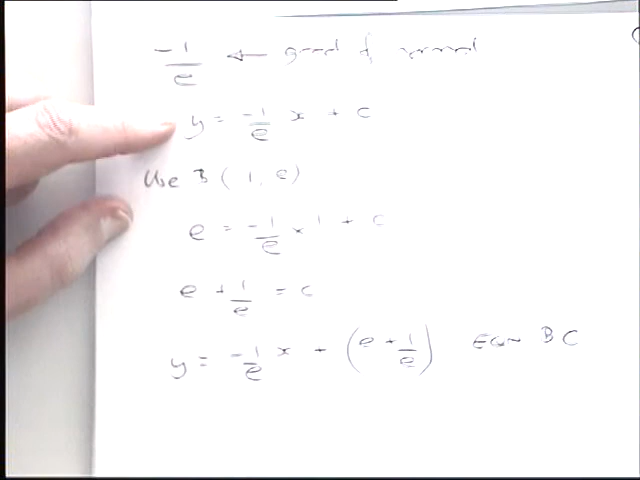 -1/e ← grad of normal
y = -1/e x + c
Use B (1, e)
e = -1/e × 1 + c
e + 1/e = c
y = -1/e x + (e + 1/e) EQN BC